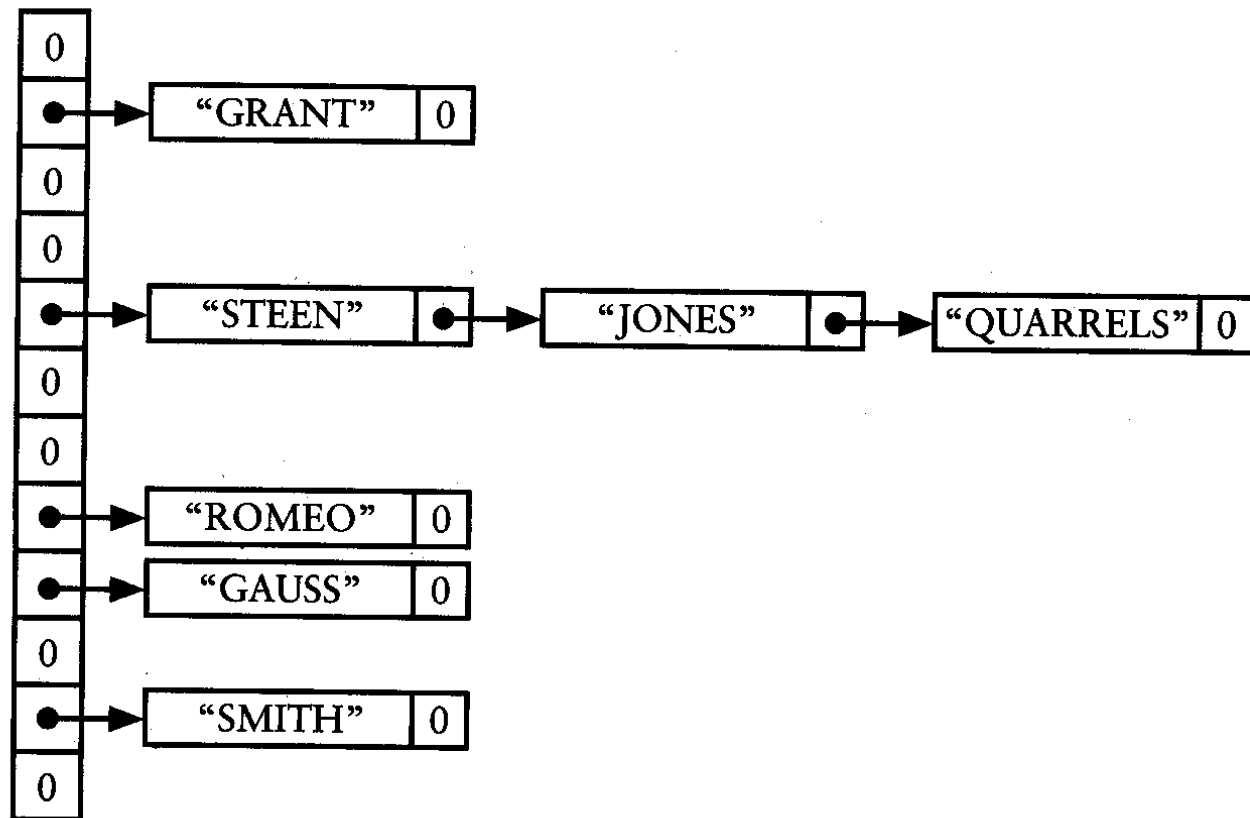 0
“GRANT” 0
0
0
“STEEN” “JONES” “QUARRELS” 0
0
0
“ROMEO” 0
“GAUSS” 0
0
“SMITH” 0
0